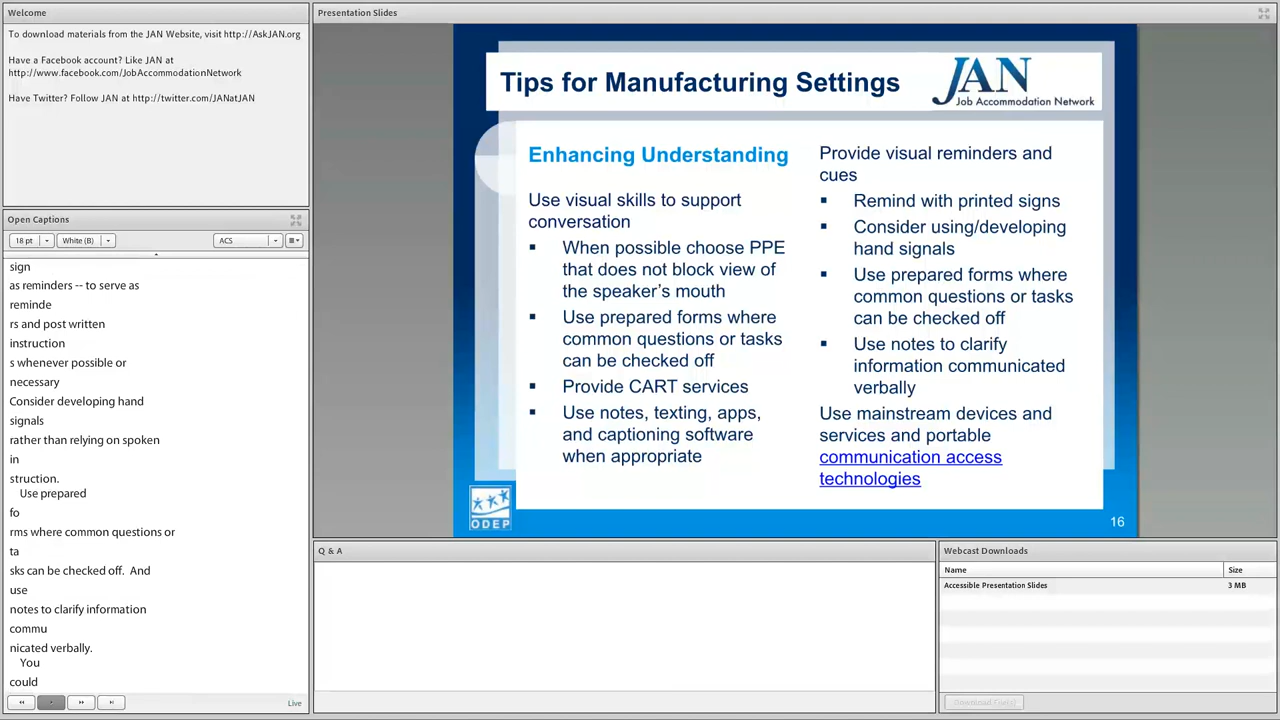 Welcome
To download materials from the JAN Website, visit http://AskJAN.org
Have a Facebook account? Like JAN at
http://www.facebook.com/JobAccommodationNetwork
Have Twitter? Follow JAN at http://twitter.com/JANatJAN
Open Captions
18 pt White (B) ACS
sign
as reminders -- to serve as
reminde
rs and post written
instruction
s whenever possible or
necessary
Consider developing hand
signals
rather than relying on spoken
in
struction.
Use prepared
fo
rms where common questions or
ta
sks can be checked off. And
use
notes to clarify information
commu
nicated verbally.
You
could
Live
Presentation Slides
Tips for Manufacturing Settings
JAN
Job Accommodation Network
Enhancing Understanding
Use visual skills to support
conversation
▪ When possible choose PPE
that does not block view of
the speaker's mouth
▪ Use prepared forms where
common questions or tasks
can be checked off
▪ Provide CART services
▪ Use notes, texting, apps,
and captioning software
when appropriate
Provide visual reminders and
cues
▪ Remind with printed signs
▪ Consider using/developing
hand signals
▪ Use prepared forms where
common questions or tasks
can be checked off
▪ Use notes to clarify
information communicated
verbally
Use mainstream devices and
services and portable
communication access
technologies
ODEP
16
Q & A
Webcast Downloads
Name Size
Accessible Presentation Slides 3 MB
Download File(s)